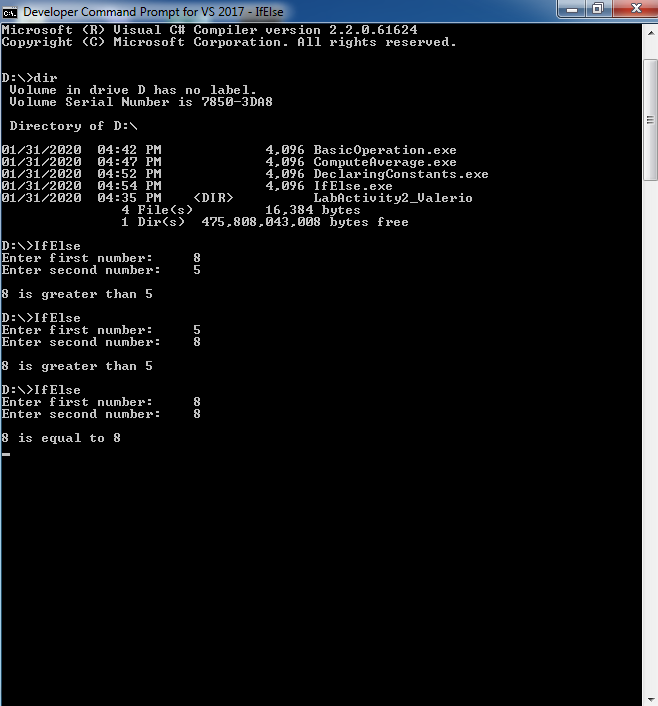 Developer Command Prompt for VS 2017 - IfElse
Microsoft (R) Visual C# Compiler version 2.2.0.61624
Copyright (C) Microsoft Corporation. All rights reserved.
D:\>dir
Volume in drive D has no label.
Volume Serial Number is 7850-3DA8
Directory of D:\
01/31/2020 04:42 PM 4,096 BasicOperation.exe
01/31/2020 04:47 PM 4,096 ComputeAverage.exe
01/31/2020 04:52 PM 4,096 DeclaringConstants.exe
01/31/2020 04:54 PM 4,096 IfElse.exe
01/31/2020 04:35 PM <DIR> LabActivity2_Valerio
4 File(s) 16,384 bytes
1 Dir(s) 475,808,043,008 bytes free
D:\>IfElse
Enter first number: 8
Enter second number: 5
8 is greater than 5
D:\>IfElse
Enter first number: 5
Enter second number: 8
8 is greater than 5
D:\>IfElse
Enter first number: 8
Enter second number: 8
8 is equal to 8